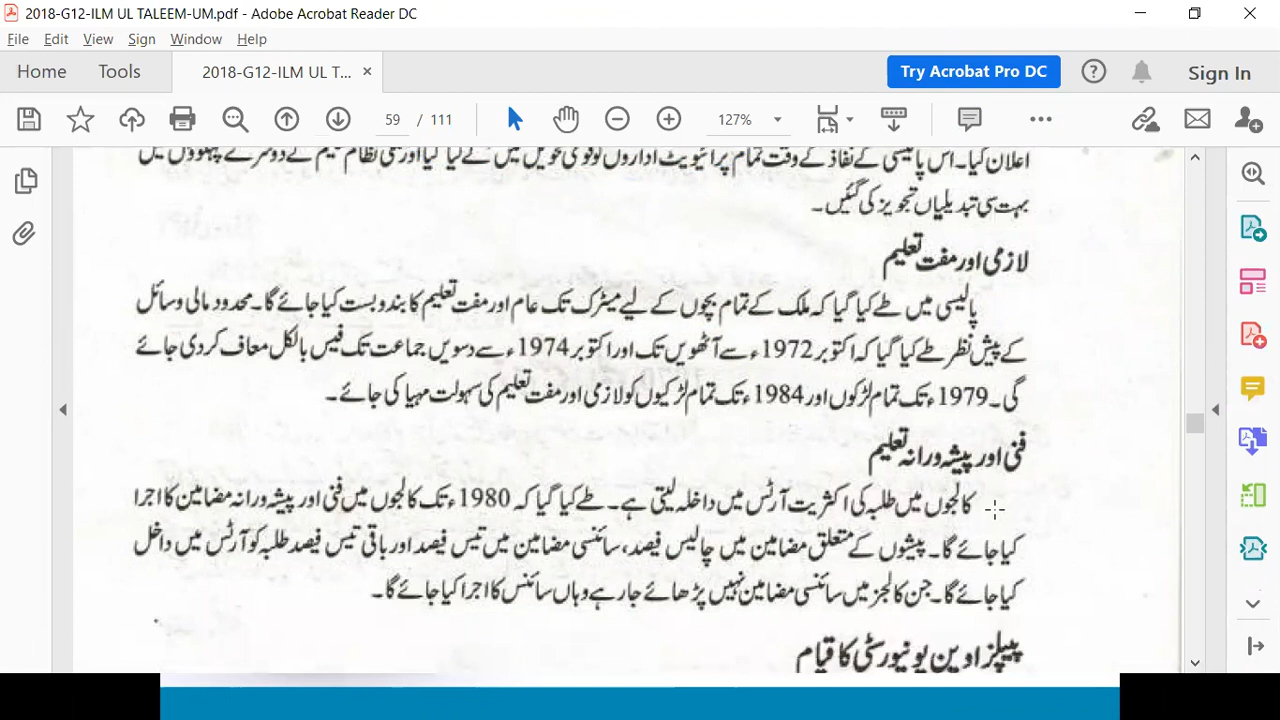 2018-G12-ILM UL TALEEM-UM.pdf - Adobe Acrobat Reader DC
File Edit View Sign Window Help
Home Tools 2018-G12-ILM UL T... × Try Acrobat Pro DC Sign In
59 / 111 127%
اعلان کیا۔ اس پالیسی کے نفاذ کے وقت تمام پرائیویٹ اداروں کو قومی تحویل میں لے لیا گیا اور نظام تعلیم کے دوسرے پہلوؤں میں
بہت سی تبدیلیاں تجویز کی گئیں۔
لازمی اور مفت تعلیم
پالیسی میں طے کیا گیا کہ ملک کے تمام بچوں کے لیے میٹرک تک عام اور مفت تعلیم کا بندوبست کیا جائے گا۔ محدود مالی وسائل
کے پیش نظر طے کیا گیا کہ اکتوبر 1972ء سے آٹھویں تک اور اکتوبر 1974ء سے دسویں جماعت تک فیس بالکل معاف کر دی جائے
گی۔ 1979ء تک تمام لڑکوں اور 1984ء تک تمام لڑکیوں کو لازمی اور مفت تعلیم کی سہولت مہیا کی جائے۔
فنی اور پیشہ ورانہ تعلیم
کالجوں میں طلبہ کی اکثریت آرٹس میں داخلہ لیتی ہے۔ طے کیا گیا کہ 1980ء تک کالجوں میں فنی اور پیشہ ورانہ مضامین کا اجرا
کیا جائے گا۔ پیشوں کے متعلق مضامین میں چالیس فیصد، سائنسی مضامین میں تیس فیصد اور باقی تیس فیصد طلبہ کو آرٹس میں داخل
کیا جائے گا۔ جن کالجز میں سائنسی مضامین نہیں پڑھائے جا رہے وہاں سائنس کا اجرا کیا جائے گا۔
پیپلز اوپن یونیورسٹی کا قیام